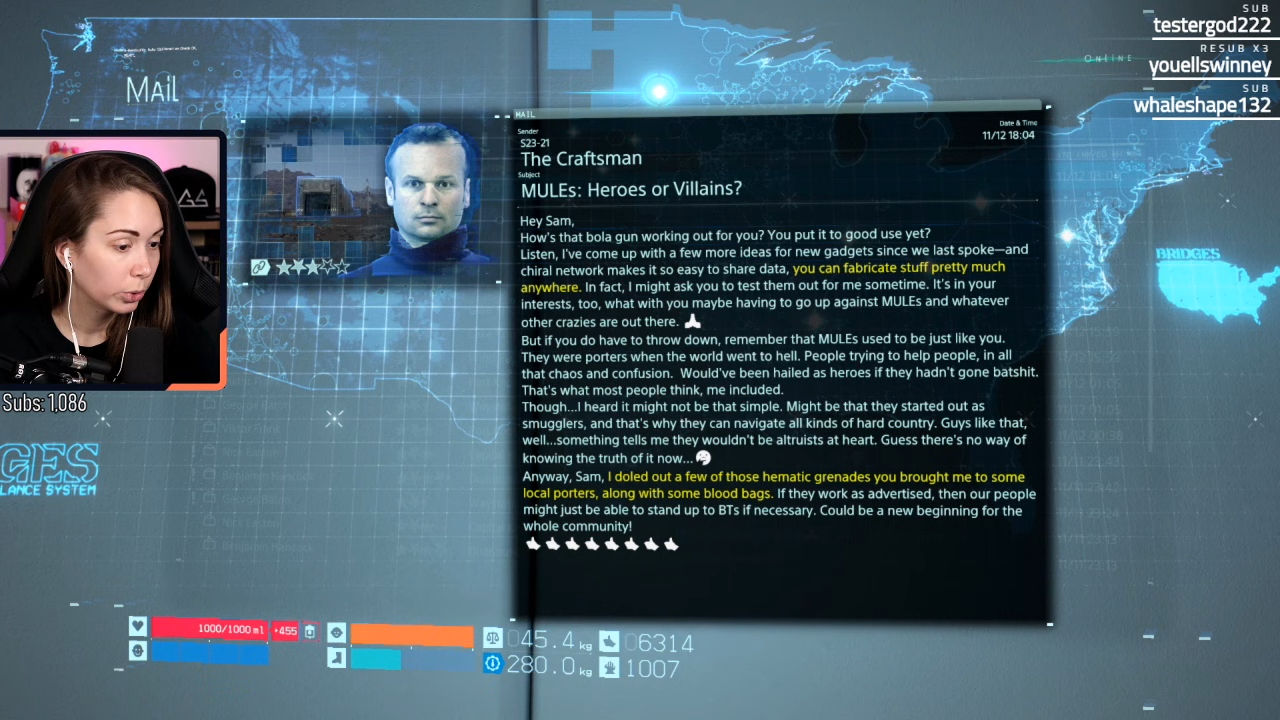 SUB
testergod222
RESUB X3
youellswinney
SUB
whaleshape132
ONLINE
MAIL
MAIL
Sender
S23-21
The Craftsman
Date & Time
11/12 18:04
Subject
MULEs: Heroes or Villains?
Hey Sam,
How's that bola gun working out for you? You put it to good use yet?
Listen, I've come up with a few more ideas for new gadgets since we last spoke—and
chiral network makes it so easy to share data, you can fabricate stuff pretty much
anywhere. In fact, I might ask you to test them out for me sometime. It's in your
interests, too, what with you maybe having to go up against MULEs and whatever
other crazies are out there.
But if you do have to throw down, remember that MULEs used to be just like you.
They were porters when the world went to hell. People trying to help people, in all
that chaos and confusion. Would've been hailed as heroes if they hadn't gone batshit.
That's what most people think, me included.
Though...I heard it might not be that simple. Might be that they started out as
smugglers, and that's why they can navigate all kinds of hard country. Guys like that,
well...something tells me they wouldn't be altruists at heart. Guess there's no way of
knowing the truth of it now...
Anyway, Sam, I doled out a few of those hematic grenades you brought me to some
local porters, along with some blood bags. If they work as advertised, then our people
might just be able to stand up to BTs if necessary. Could be a new beginning for the
whole community!
BRIDGES
Subs: 1,086
GES
LANCE SYSTEM
Viktor Frank
1000/1000 ml
+455
045.4 kg
06314
280.0 kg
1007